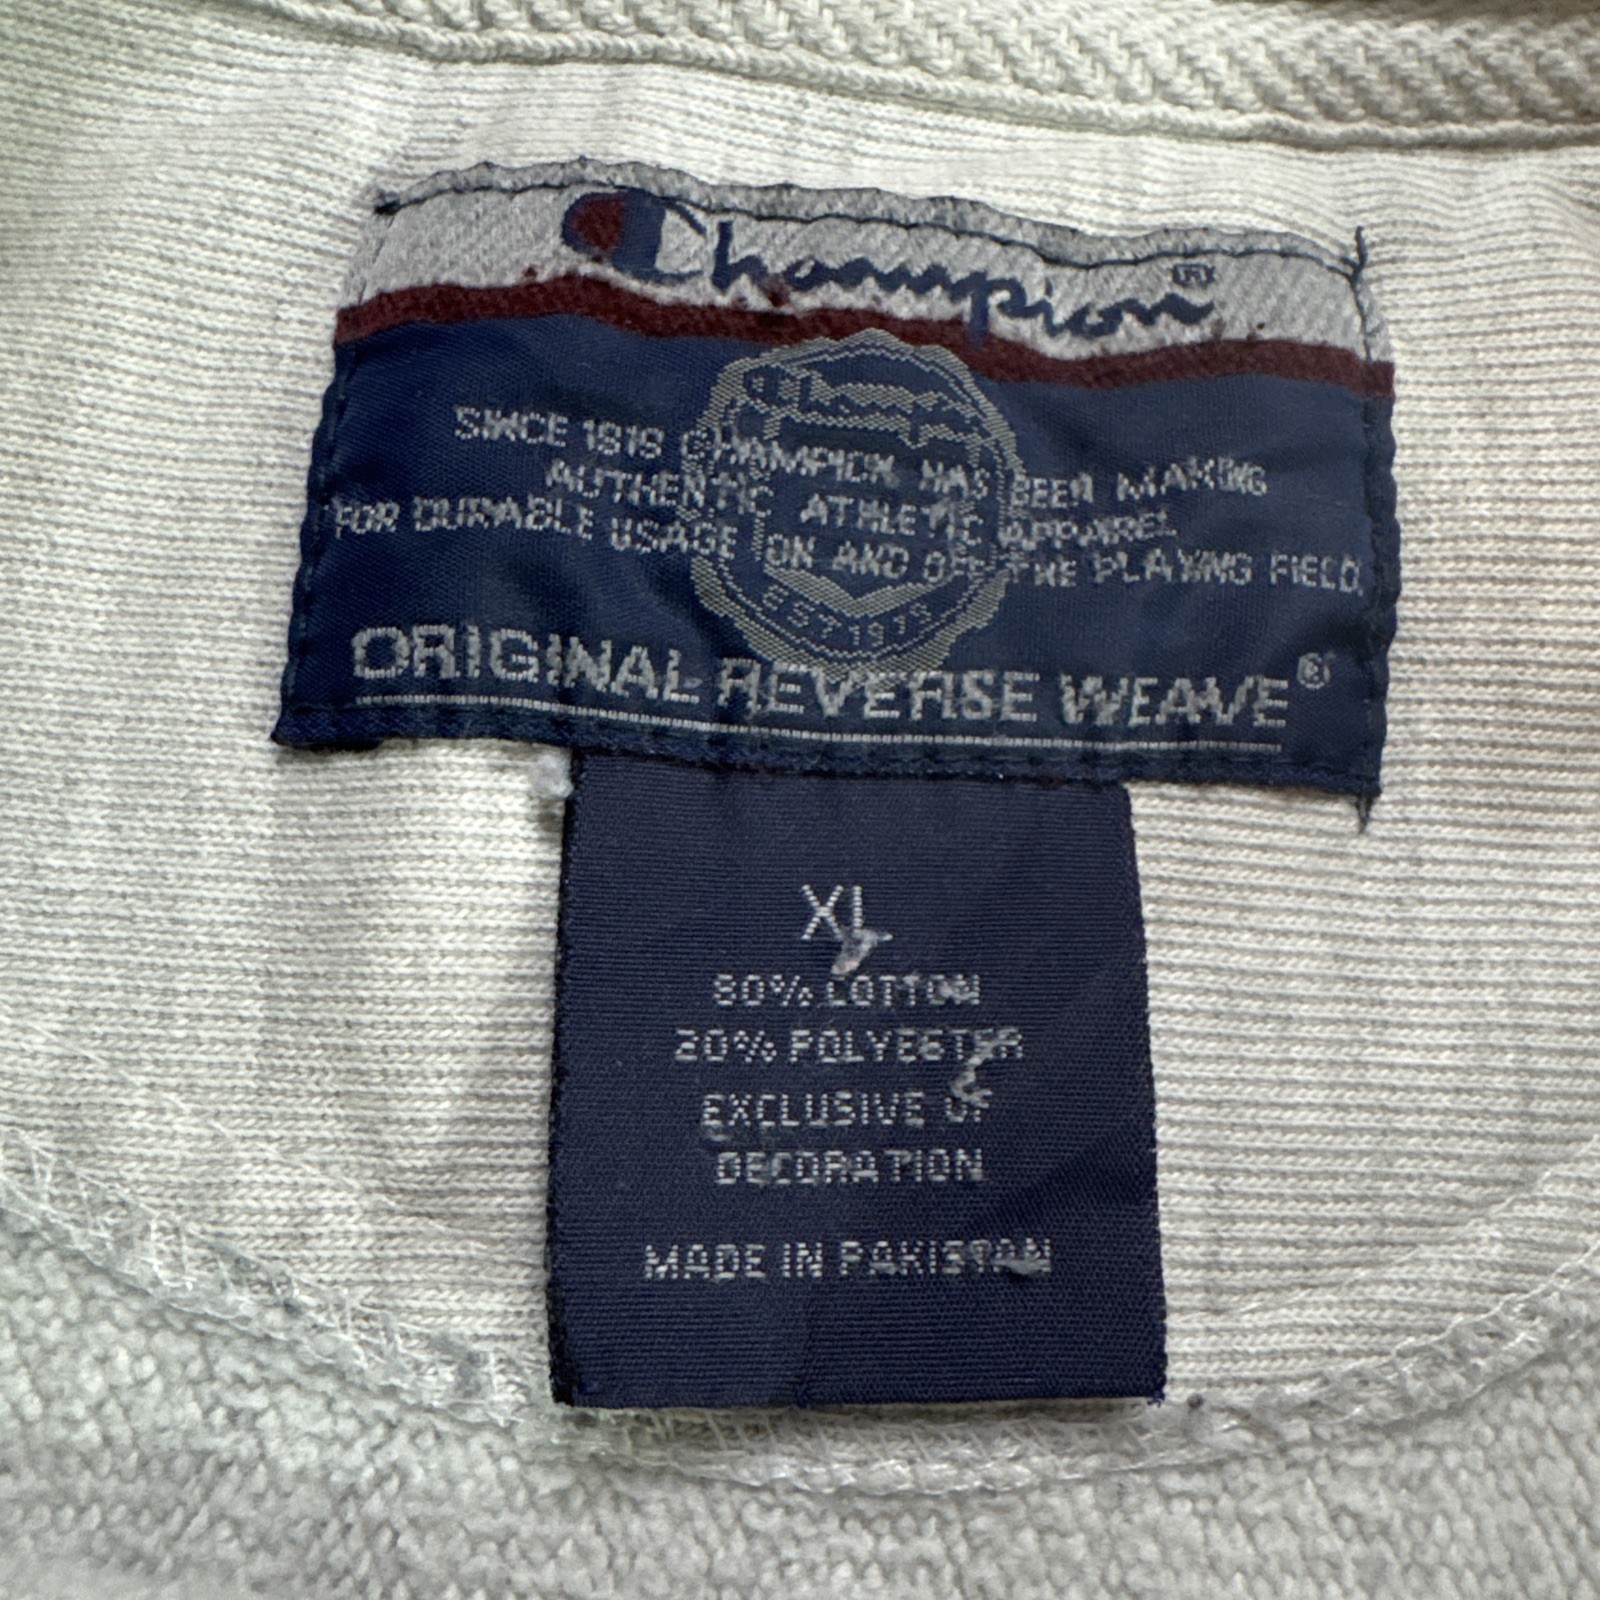 Champion®
Champion
SINCE 1919 CHAMPION HAS BEEN MAKING
AUTHENTIC ATHLETIC APPAREL
FOR DURABLE USAGE ON AND OFF THE PLAYING FIELD.
EST 1919
ORIGINAL REVERSE WEAVE®
XL
80% COTTON
20% POLYESTER
EXCLUSIVE OF
DECORATION
MADE IN PAKISTAN